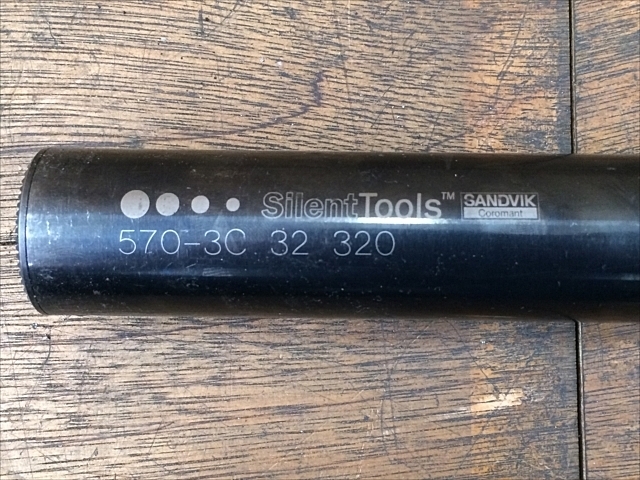 SilentTools™ SANDVIK Coromant
570-3C 32 320